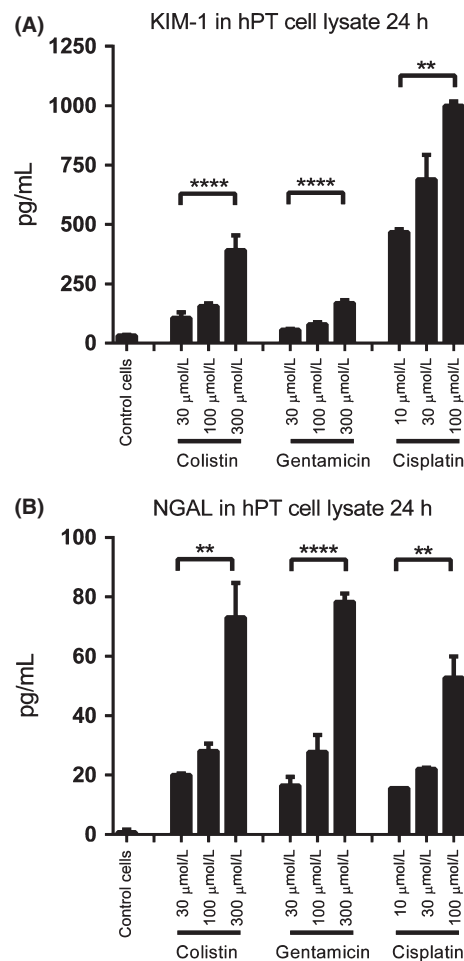 (A) KIM-1 in hPT cell lysate 24 h
1250
1000
750
500
250
0
pg/mL
****
****
**
Control cells
30 μmol/L
100 μmol/L
300 μmol/L
30 μmol/L
100 μmol/L
300 μmol/L
10 μmol/L
30 μmol/L
100 μmol/L
Colistin Gentamicin Cisplatin
(B) NGAL in hPT cell lysate 24 h
100
80
60
40
20
0
pg/mL
**
****
**
Control cells
30 μmol/L
100 μmol/L
300 μmol/L
30 μmol/L
100 μmol/L
300 μmol/L
10 μmol/L
30 μmol/L
100 μmol/L
Colistin Gentamicin Cisplatin